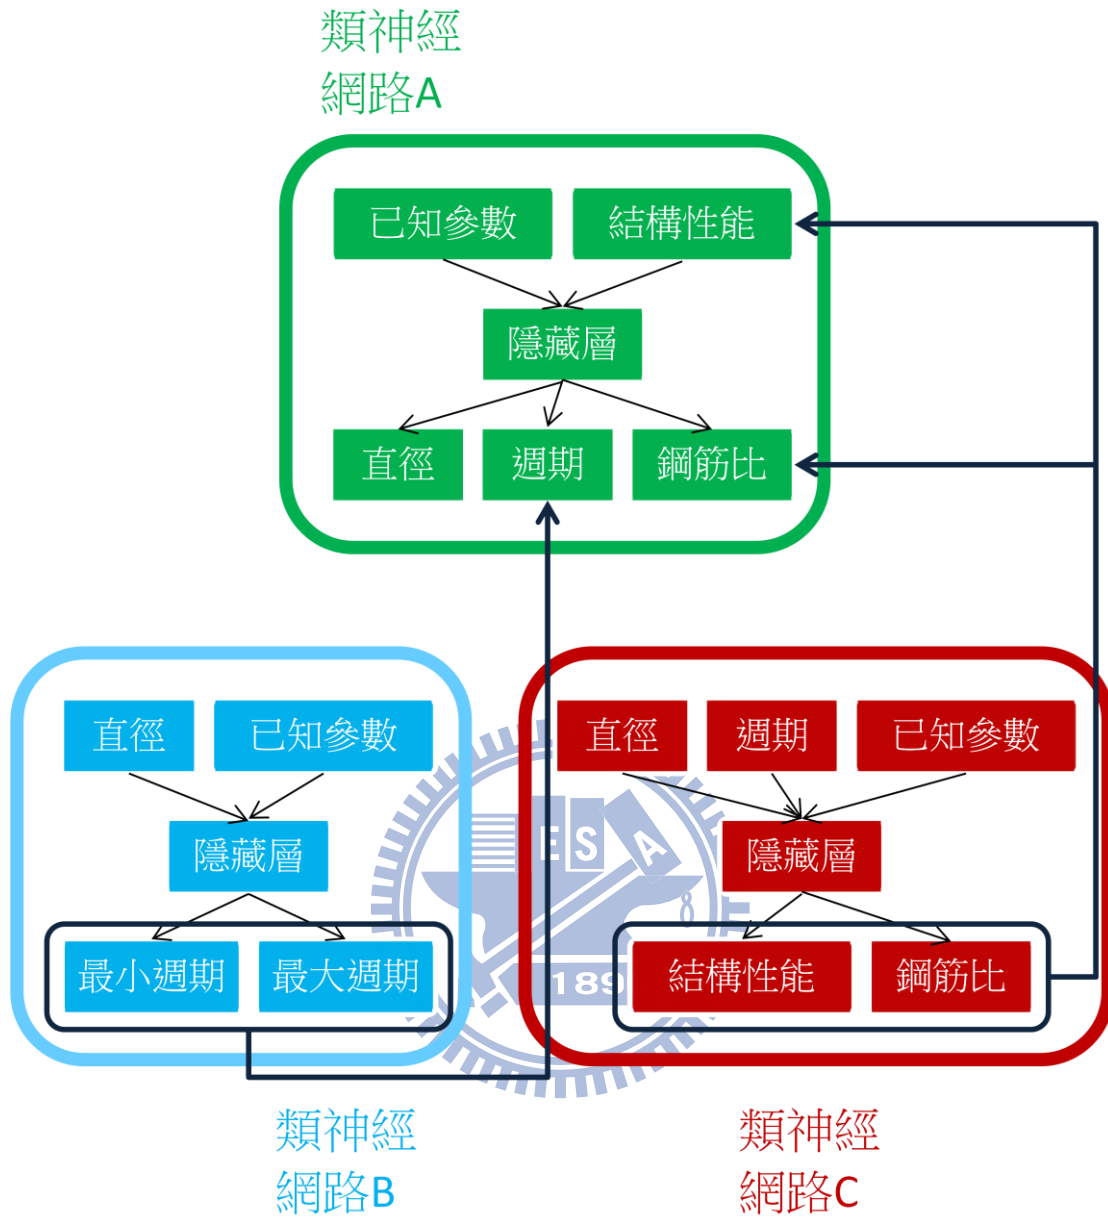 類神經
網路A
已知參數 結構性能
隱藏層
直徑 週期 鋼筋比
直徑 已知參數
隱藏層
最小週期 最大週期
直徑 週期 已知參數
隱藏層
結構性能 鋼筋比
ESA
189
類神經
網路B
類神經
網路C